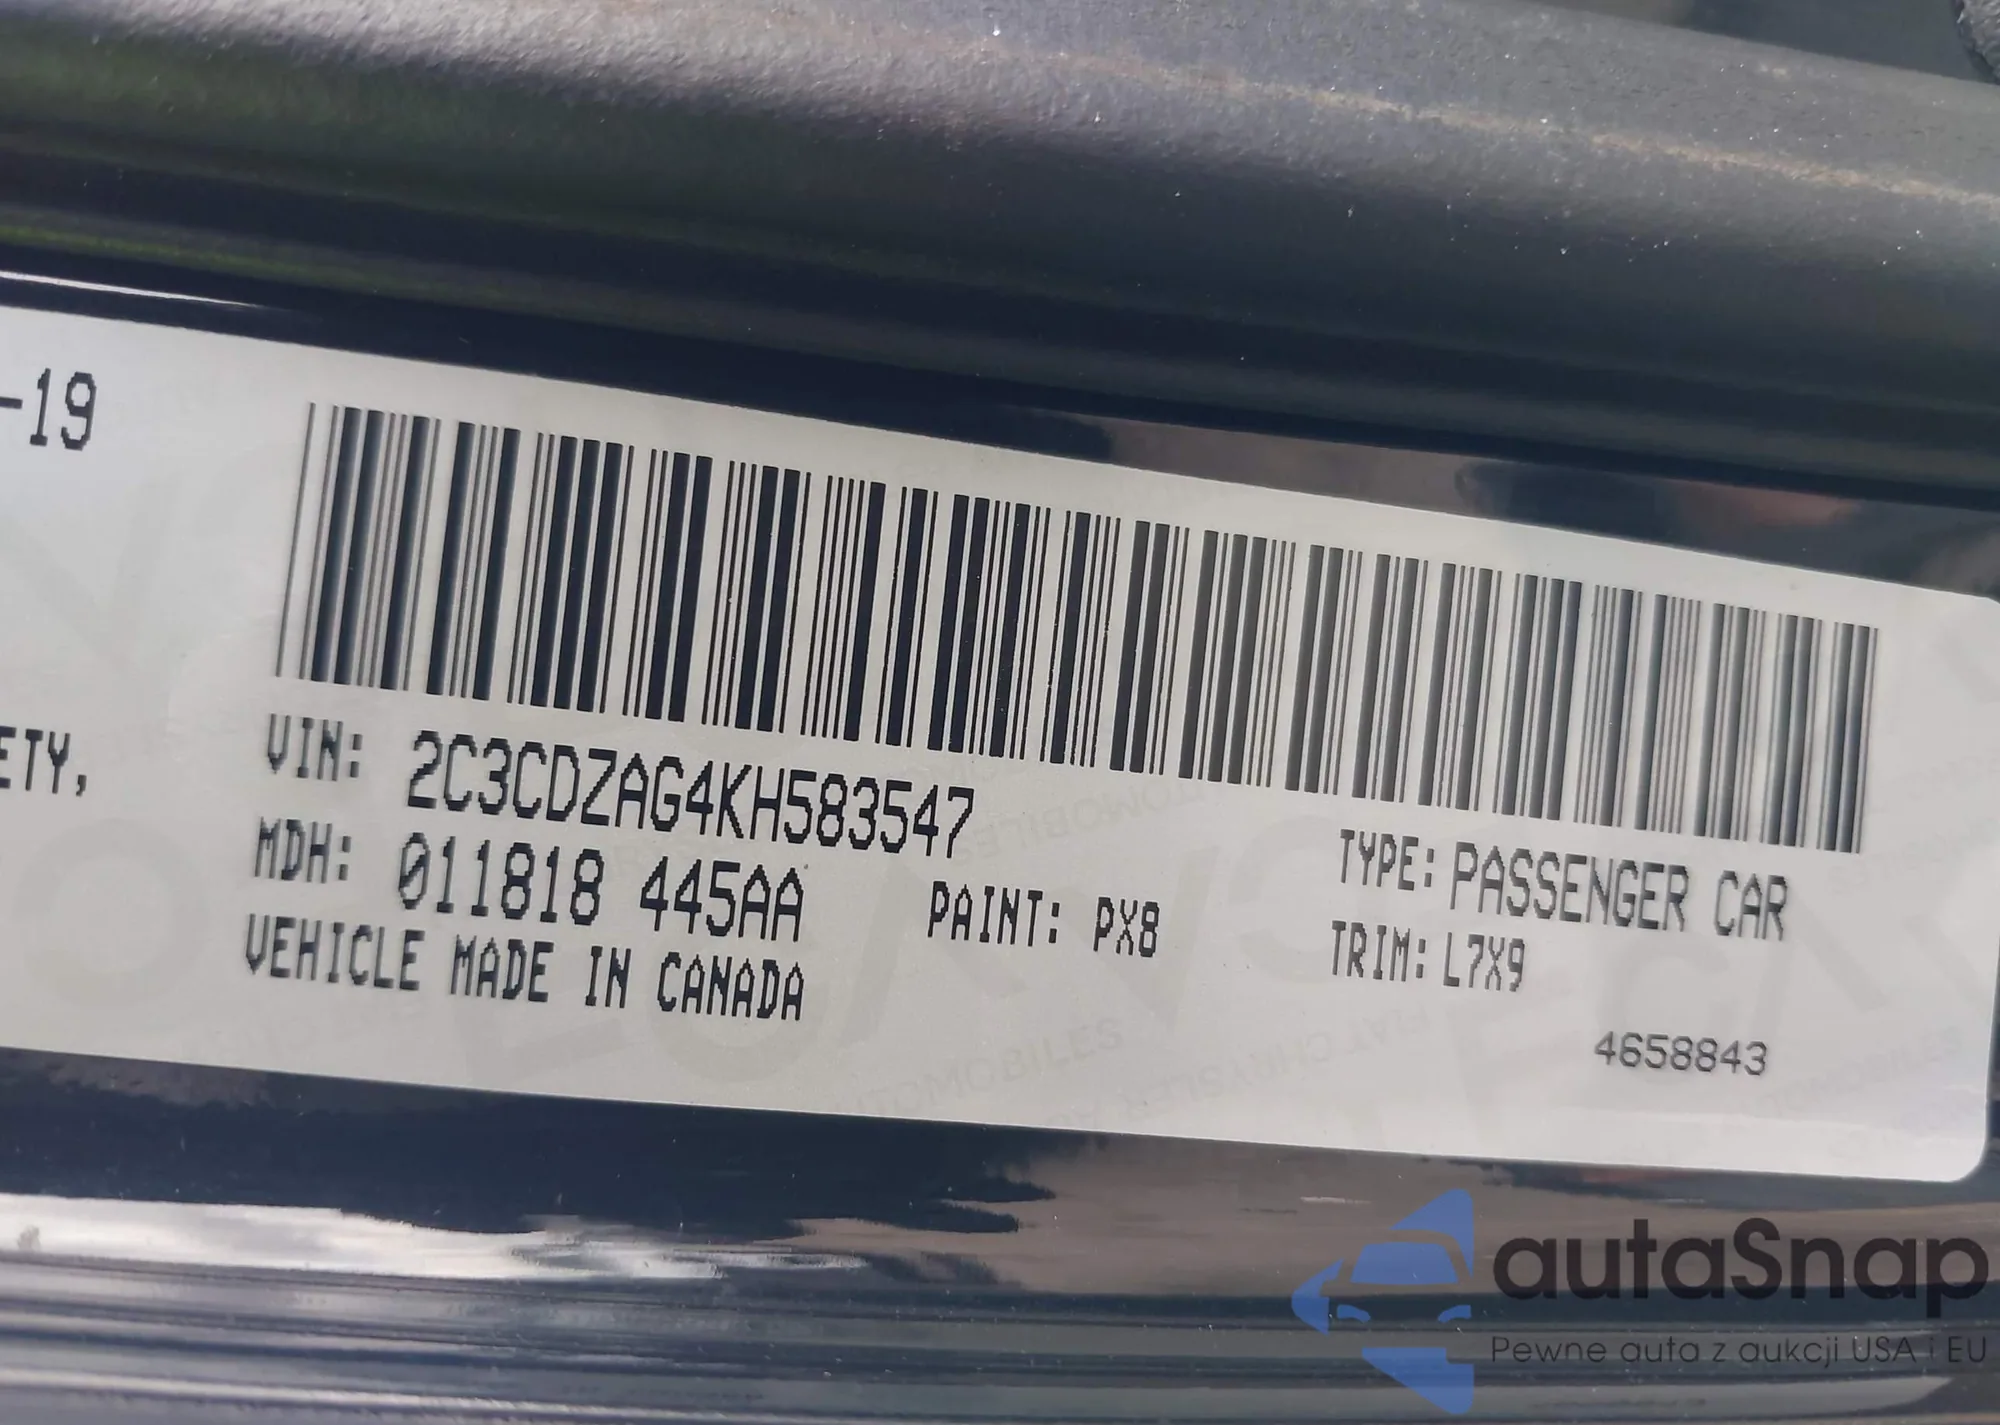 -19
ETY,
VIN: 2C3CDZAG4KH583547
MDH: 011818 445AA
PAINT: PX8
VEHICLE MADE IN CANADA
TYPE: PASSENGER CAR
TRIM: L7X9
4658843
autaSnap
Pewne auta z aukcji USA i EU